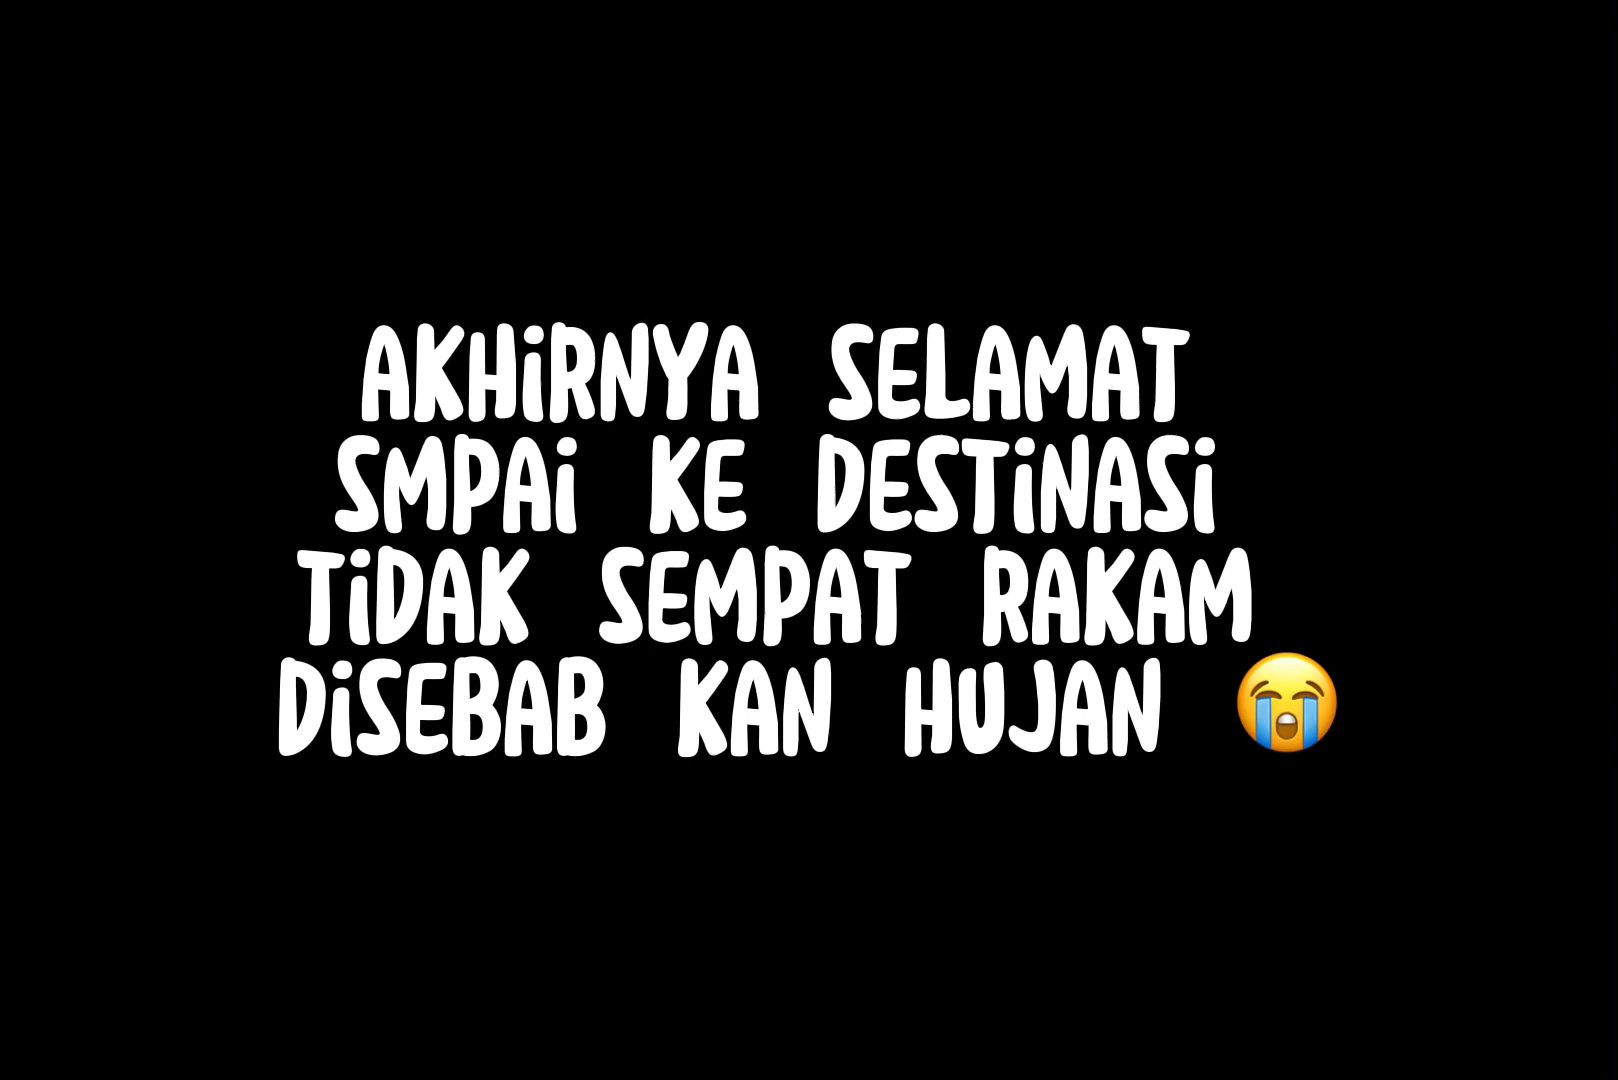 AKHiRNYA SELAMAT
SMPAi KE DESTiNASi
TiDAK SEMPAT RAKAM
DiSEBAB KAN HUJAN 😭